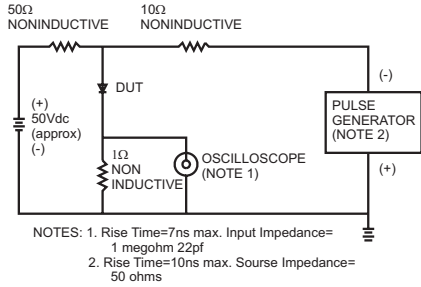 50Ω
NONINDUCTIVE
10Ω
NONINDUCTIVE
(+)
50Vdc
(approx)
(-)
DUT
1Ω
NON
INDUCTIVE
OSCILLOSCOPE
(NOTE 1)
(-)
PULSE
GENERATOR
(NOTE 2)
(+)
NOTES: 1. Rise Time=7ns max. Input Impedance=
1 megohm 22pf
2. Rise Time=10ns max. Sourse Impedance=
50 ohms